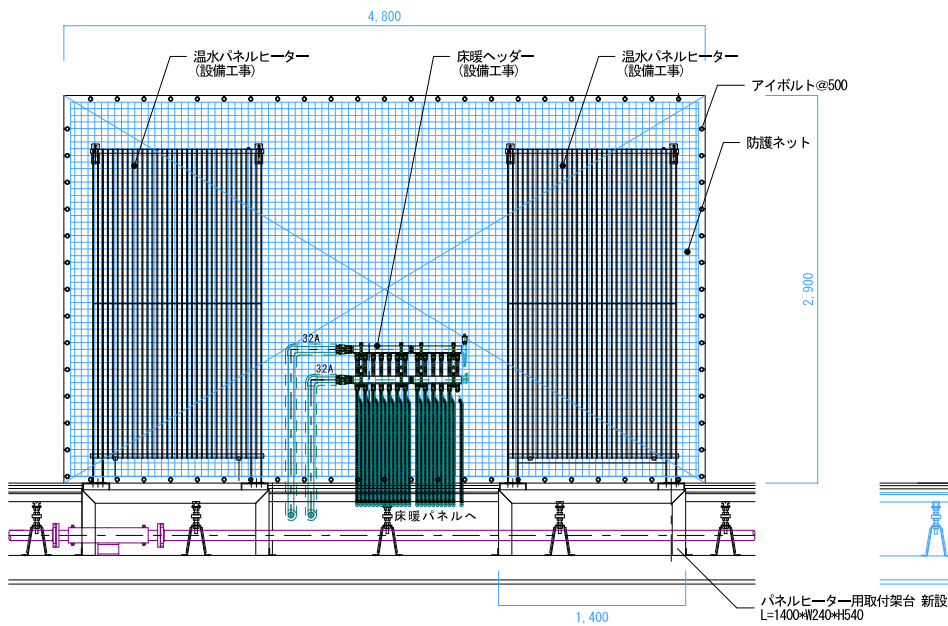 4,800
温水パネルヒーター
(設備工事)
床暖ヘッダー
(設備工事)
温水パネルヒーター
(設備工事)
アイボルト@500
防護ネット
2,900
32A
32A
床暖パネルへ
1,400
パネルヒーター用取付架台 新設
L=1400*W240*H540